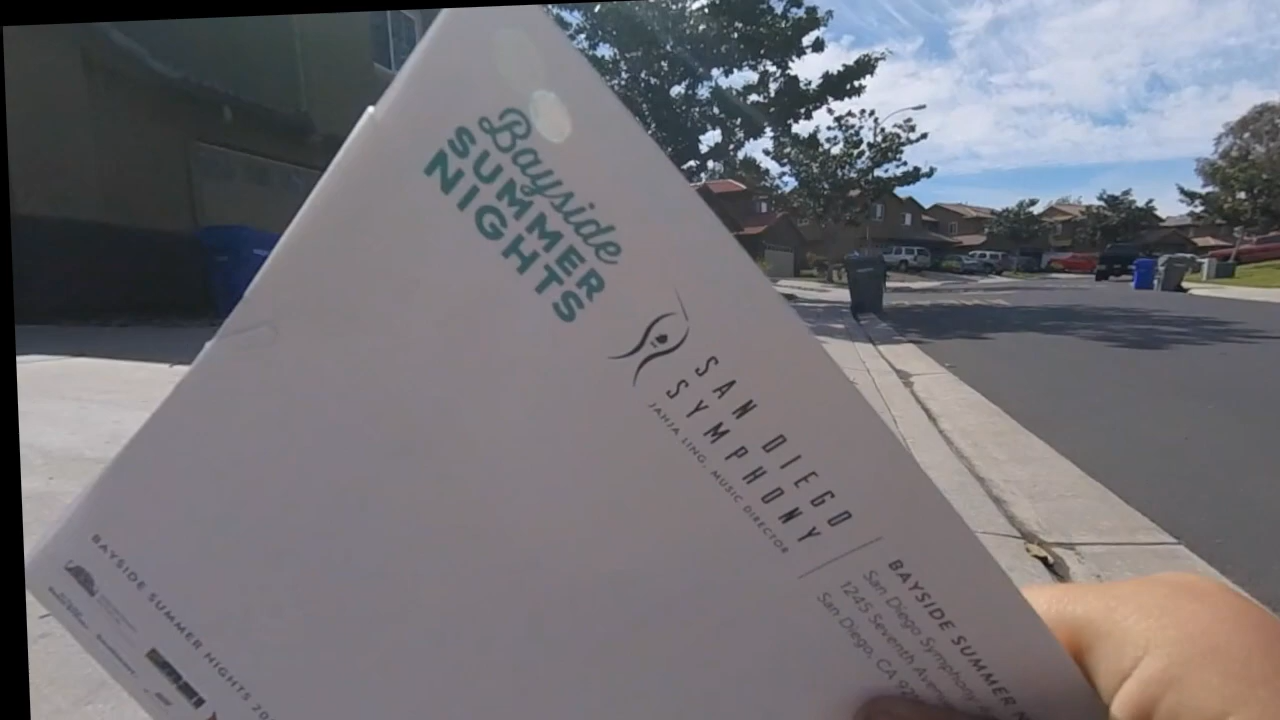 Bayside
SUMMER
NIGHTS
SAN DIEGO
SYMPHONY
JAHJA LING, MUSIC DIRECTOR
BAYSIDE SUMMER
San Diego Symphony
1245 Seventh
San Diego, CA
BAYSIDE SUMMER NIGHTS